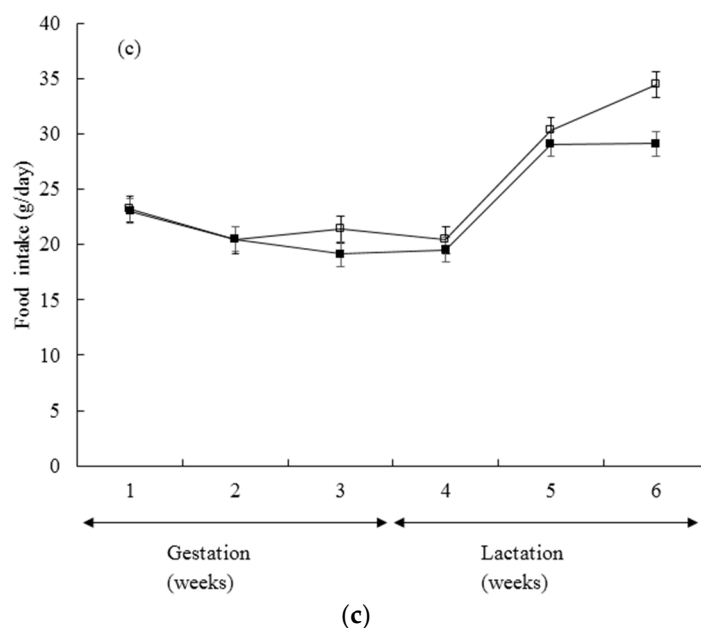 40
(c)
35
30
25
20
15
10
5
0
Food intake (g/day)
1 2 3 4 5 6
Gestation Lactation
(weeks) (weeks)
(c)